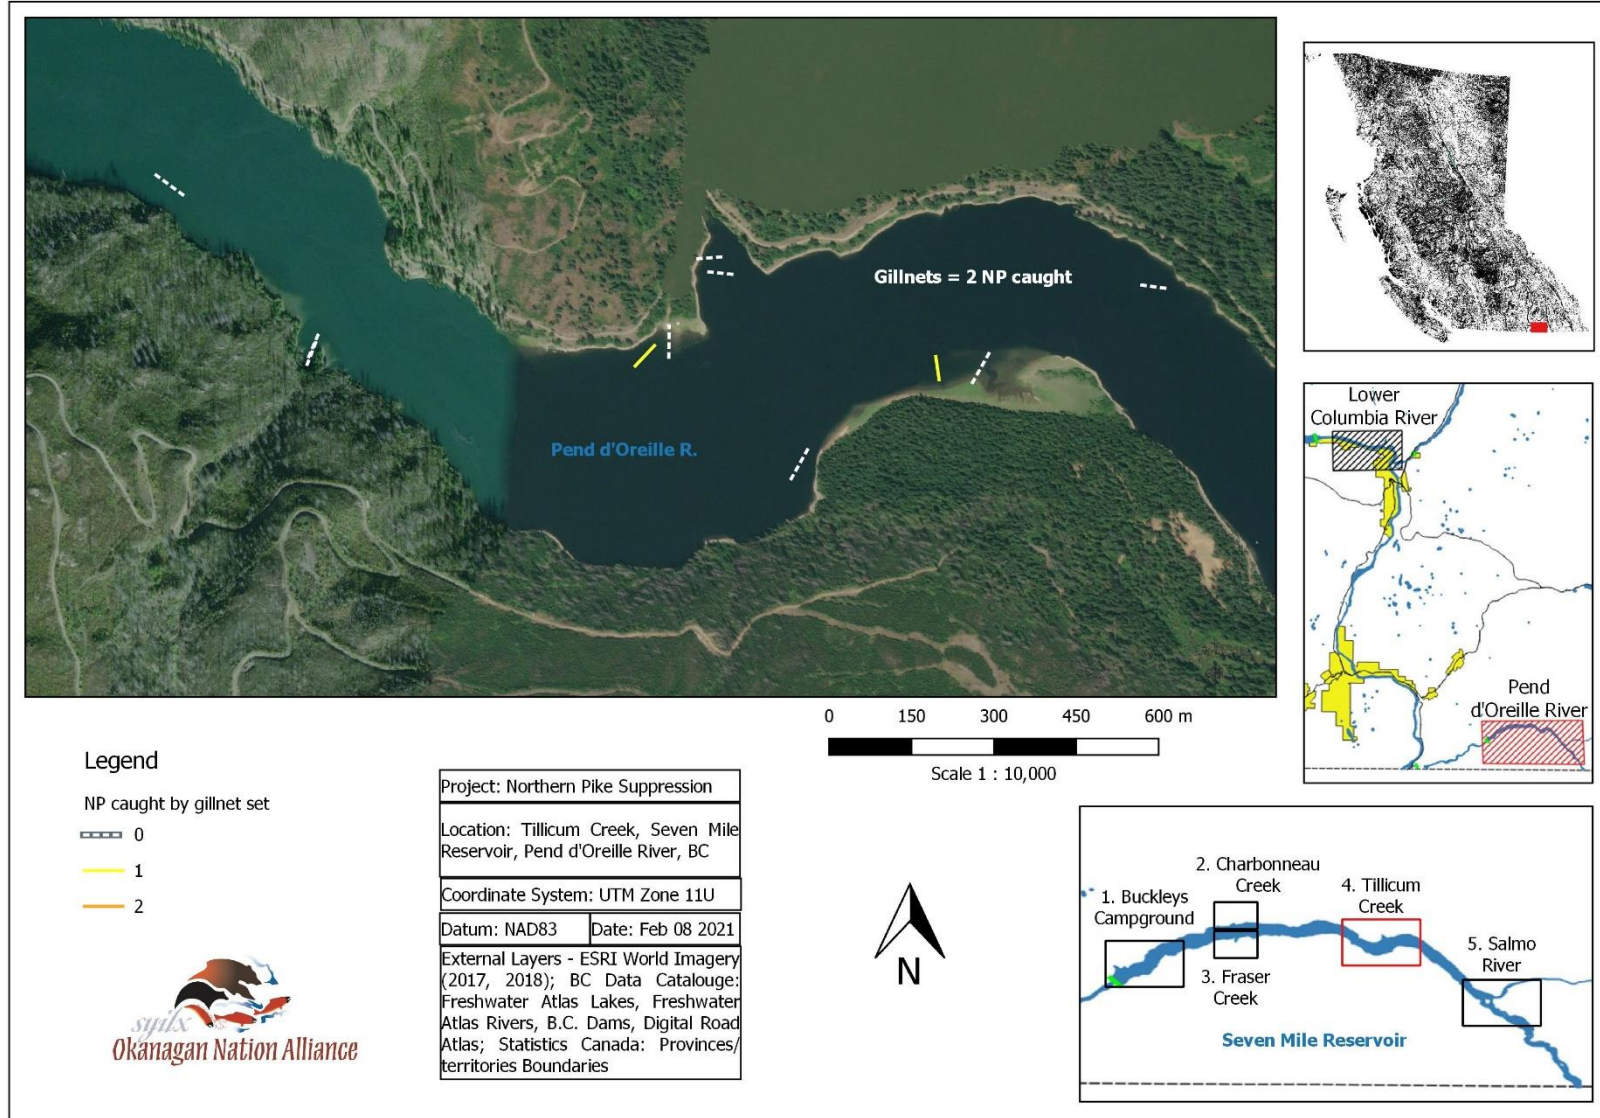 Gillnets = 2 NP caught
Pend d'Oreille R.
Lower
Columbia River
Pend
d'Oreille River
0 150 300 450 600 m
Scale 1 : 10,000
Legend
NP caught by gillnet set
0
1
2
Project: Northern Pike Suppression
Location: Tillicum Creek, Seven Mile
Reservoir, Pend d'Oreille River, BC
Coordinate System: UTM Zone 11U
Datum: NAD83 Date: Feb 08 2021
External Layers - ESRI World Imagery
(2017, 2018); BC Data Catalouge:
Freshwater Atlas Lakes, Freshwater
Atlas Rivers, B.C. Dams, Digital Road
Atlas; Statistics Canada: Provinces/
territories Boundaries
syilx
Okanagan Nation Alliance
N
1. Buckleys
Campground
2. Charbonneau
Creek
3. Fraser
Creek
4. Tillicum
Creek
5. Salmo
River
Seven Mile Reservoir